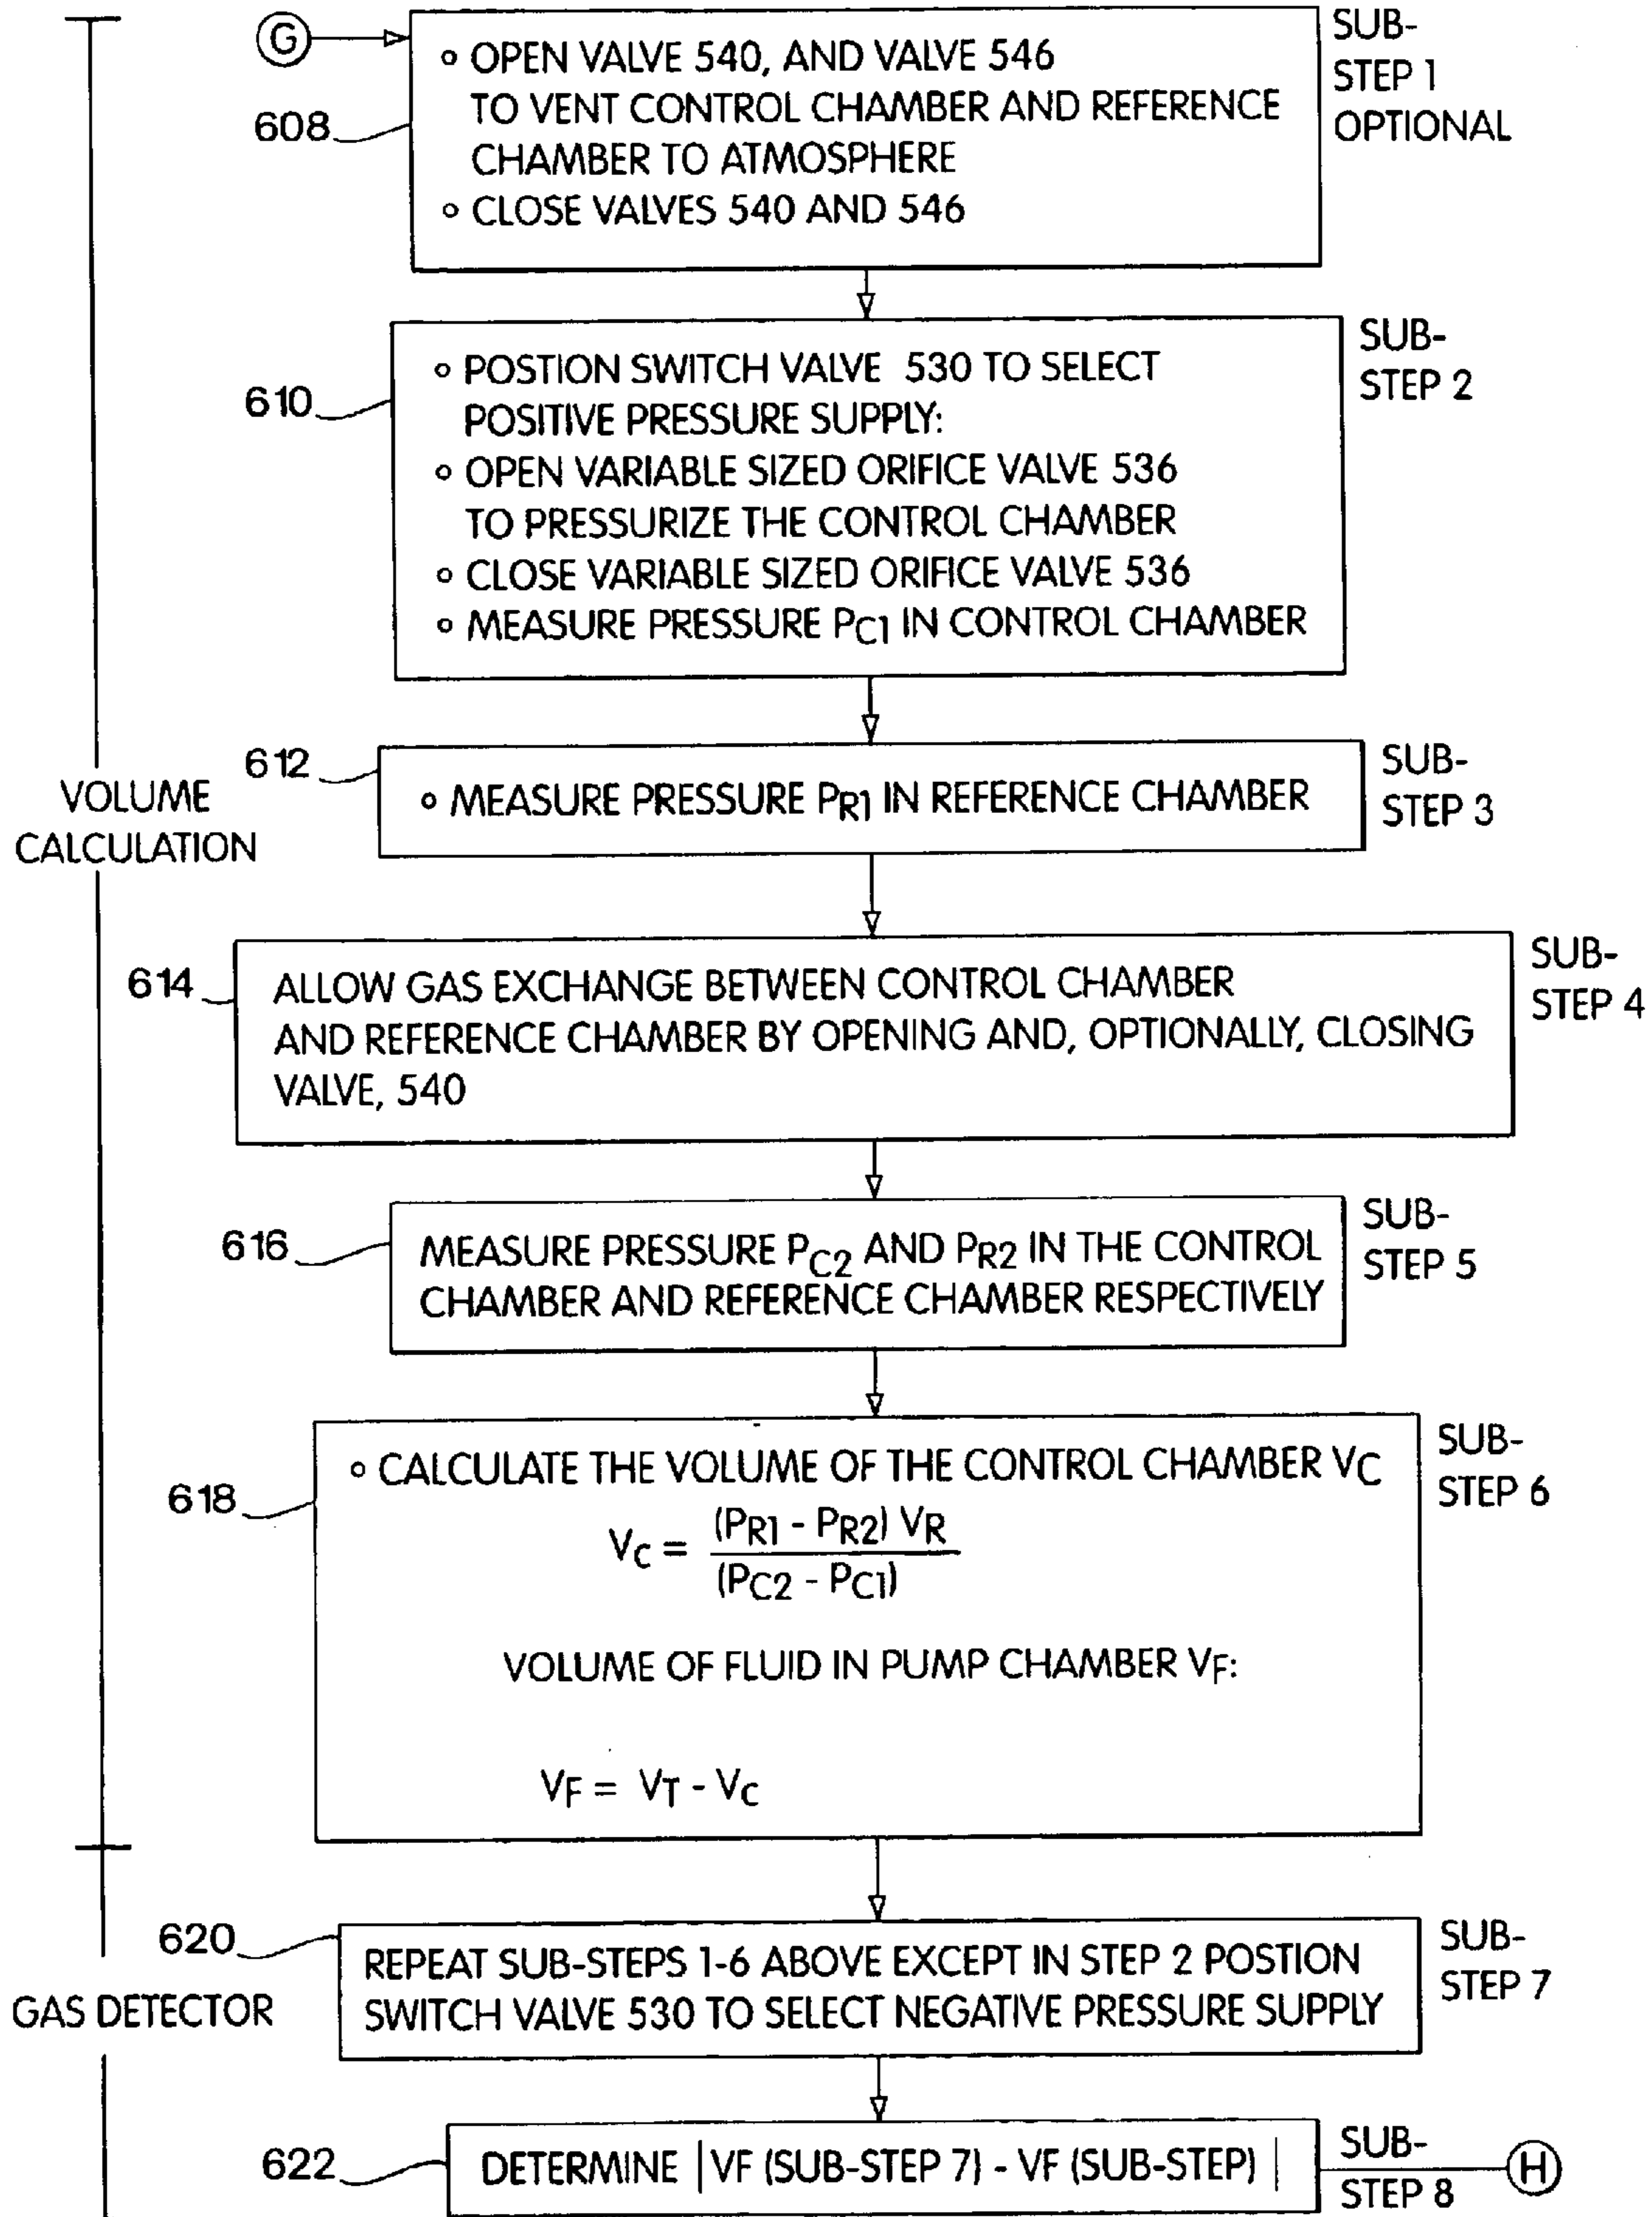 G
608
○ OPEN VALVE 540, AND VALVE 546
TO VENT CONTROL CHAMBER AND REFERENCE
CHAMBER TO ATMOSPHERE
○ CLOSE VALVES 540 AND 546
SUB-
STEP 1
OPTIONAL
610
○ POSTION SWITCH VALVE 530 TO SELECT
POSITIVE PRESSURE SUPPLY:
○ OPEN VARIABLE SIZED ORIFICE VALVE 536
TO PRESSURIZE THE CONTROL CHAMBER
○ CLOSE VARIABLE SIZED ORIFICE VALVE 536
○ MEASURE PRESSURE PC1 IN CONTROL CHAMBER
SUB-
STEP 2
612
○ MEASURE PRESSURE PR1 IN REFERENCE CHAMBER
SUB-
STEP 3
VOLUME
CALCULATION
614
ALLOW GAS EXCHANGE BETWEEN CONTROL CHAMBER
AND REFERENCE CHAMBER BY OPENING AND, OPTIONALLY, CLOSING
VALVE, 540
SUB-
STEP 4
616
MEASURE PRESSURE PC2 AND PR2 IN THE CONTROL
CHAMBER AND REFERENCE CHAMBER RESPECTIVELY
SUB-
STEP 5
618
○ CALCULATE THE VOLUME OF THE CONTROL CHAMBER VC
VC = (PR1 - PR2) VR
(PC2 - PC1)
VOLUME OF FLUID IN PUMP CHAMBER VF:
VF = VT - VC
SUB-
STEP 6
620
REPEAT SUB-STEPS 1-6 ABOVE EXCEPT IN STEP 2 POSTION
SWITCH VALVE 530 TO SELECT NEGATIVE PRESSURE SUPPLY
SUB-
STEP 7
GAS DETECTOR
622
DETERMINE |VF (SUB-STEP 7) - VF (SUB-STEP) |
SUB-
STEP 8
H